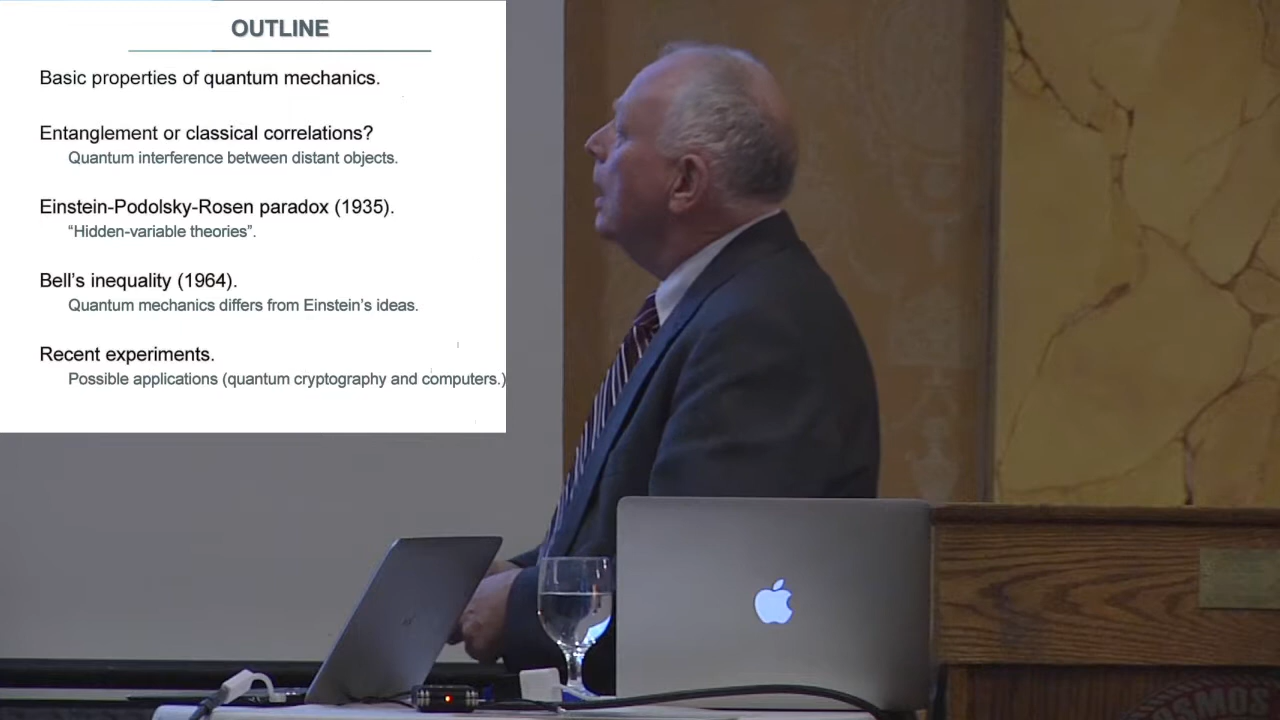 OUTLINE
Basic properties of quantum mechanics.
Entanglement or classical correlations?
Quantum interference between distant objects.
Einstein-Podolsky-Rosen paradox (1935).
“Hidden-variable theories”.
Bell’s inequality (1964).
Quantum mechanics differs from Einstein’s ideas.
Recent experiments.
Possible applications (quantum cryptography and computers.)